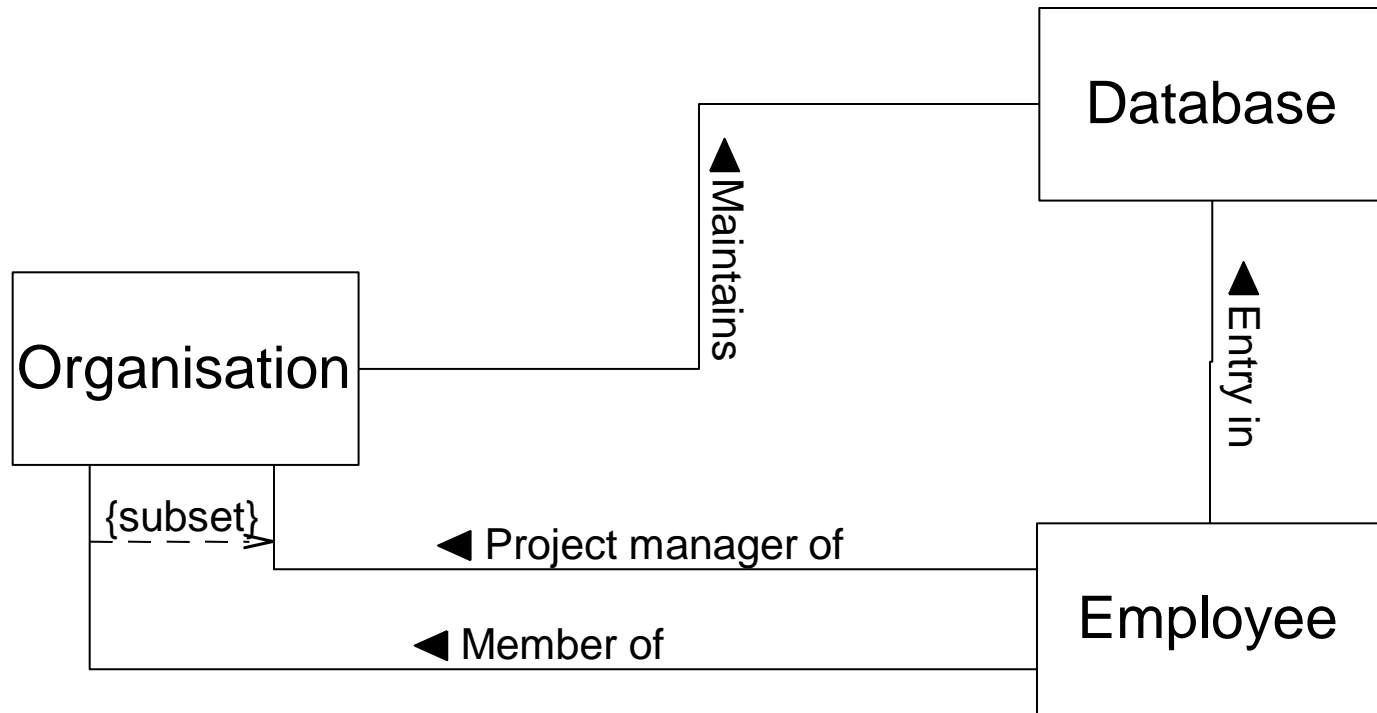 Database
Maintains
Organisation
Entry in
{subset}
Project manager of
Employee
Member of